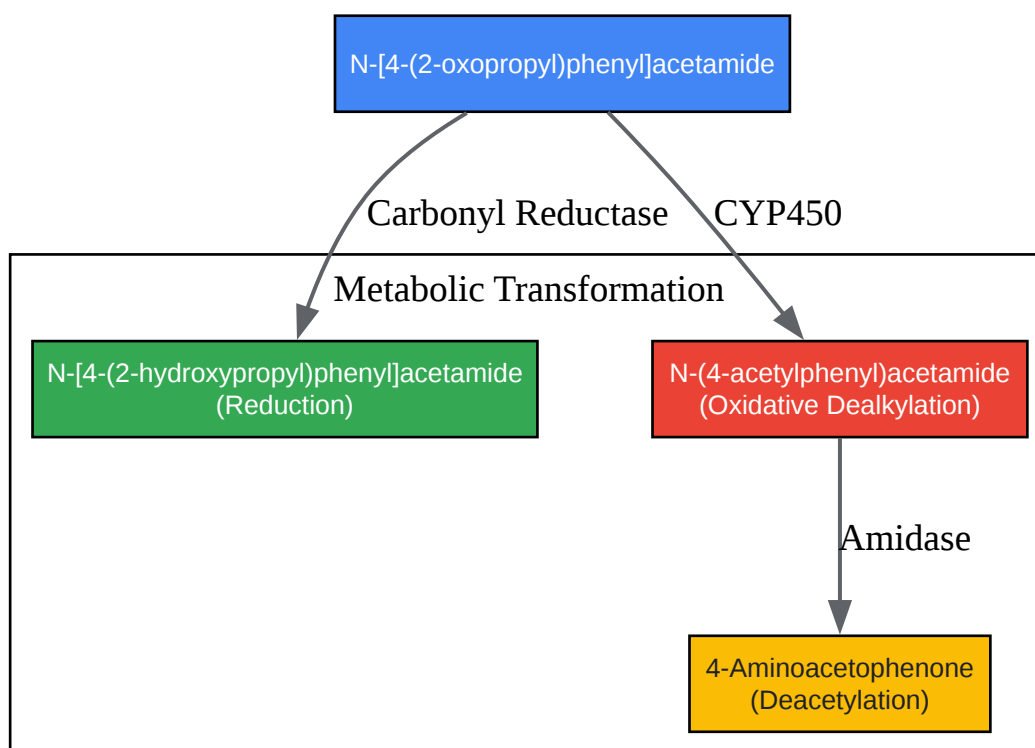 N-[4-(2-oxopropyl)phenyl]acetamide
Carbonyl Reductase
CYP450
Metabolic Transformation
N-[4-(2-hydroxypropyl)phenyl]acetamide
(Reduction)
N-(4-acetylphenyl)acetamide
(Oxidative Dealkylation)
Amidase
4-Aminoacetophenone
(Deacetylation)